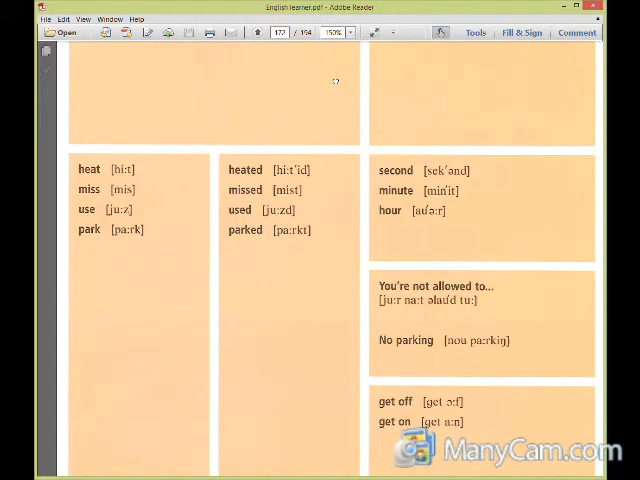 English learner.pdf - Adobe Reader
File Edit View Window Help
Open 172 / 194 150% Tools Fill & Sign Comment
heat [hi:t]
miss [mis]
use [ju:z]
park [pa:rk]
heated [hi:t'id]
missed [mist]
used [ju:zd]
parked [pa:rkt]
second [sek'ənd]
minute [min'it]
hour [au'ə:r]
You're not allowed to...
[ju:r na:t əlau'd tu:]
No parking [nou pa:rkiŋ]
get off [get ɔ:f]
get on [get a:n]
ManyCam.com